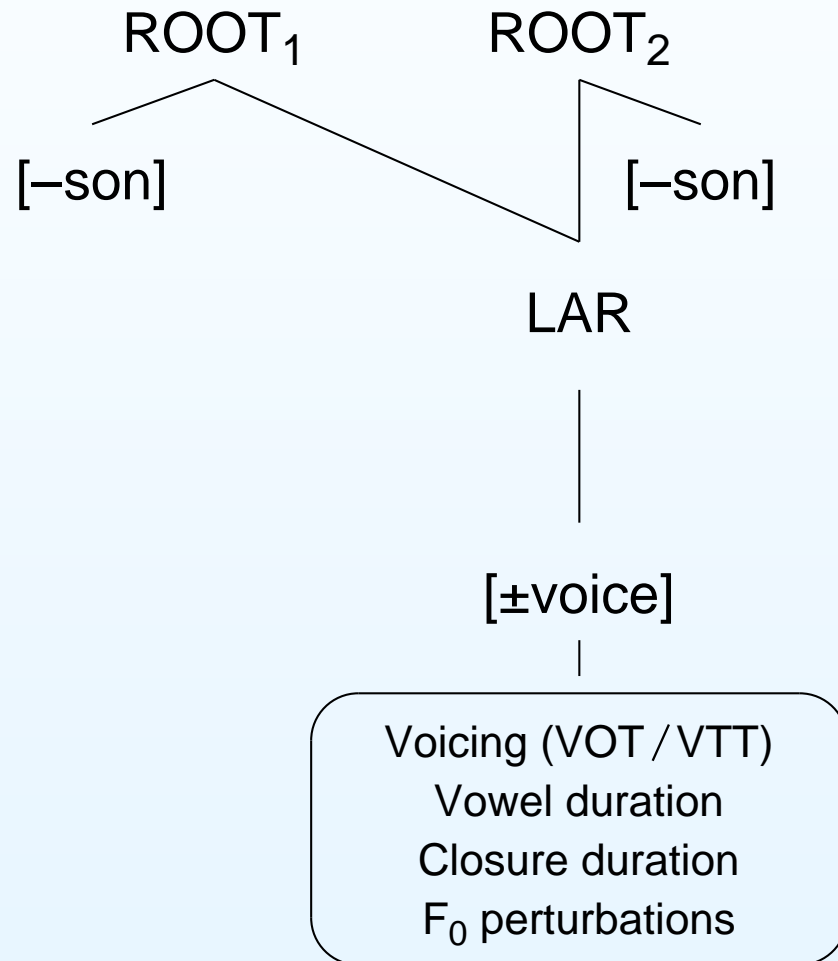 ROOT₁ ROOT₂
[–son] [–son]
LAR
[±voice]
Voicing (VOT / VTT)
Vowel duration
Closure duration
F₀ perturbations